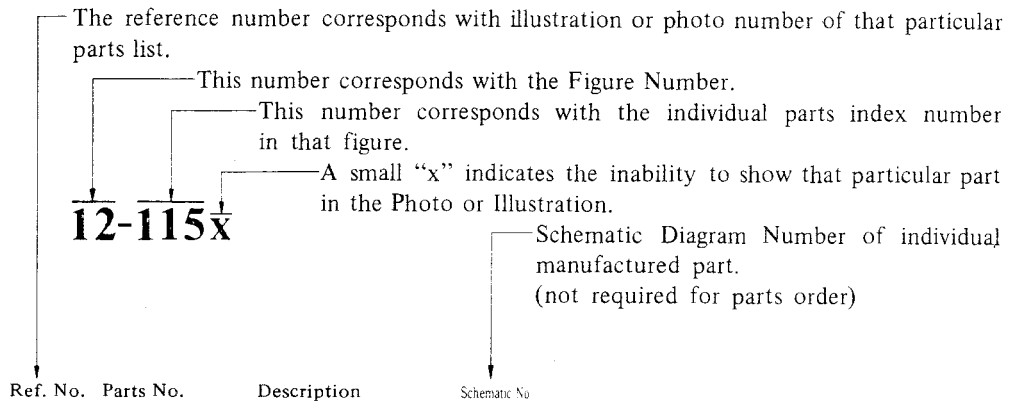 The reference number corresponds with illustration or photo number of that particular
parts list.
This number corresponds with the Figure Number.
This number corresponds with the individual parts index number
in that figure.
A small “x” indicates the inability to show that particular part
in the Photo or Illustration.
12-115x
Schematic Diagram Number of individual
manufactured part.
(not required for parts order)
Ref. No. Parts No. Description Schematic No